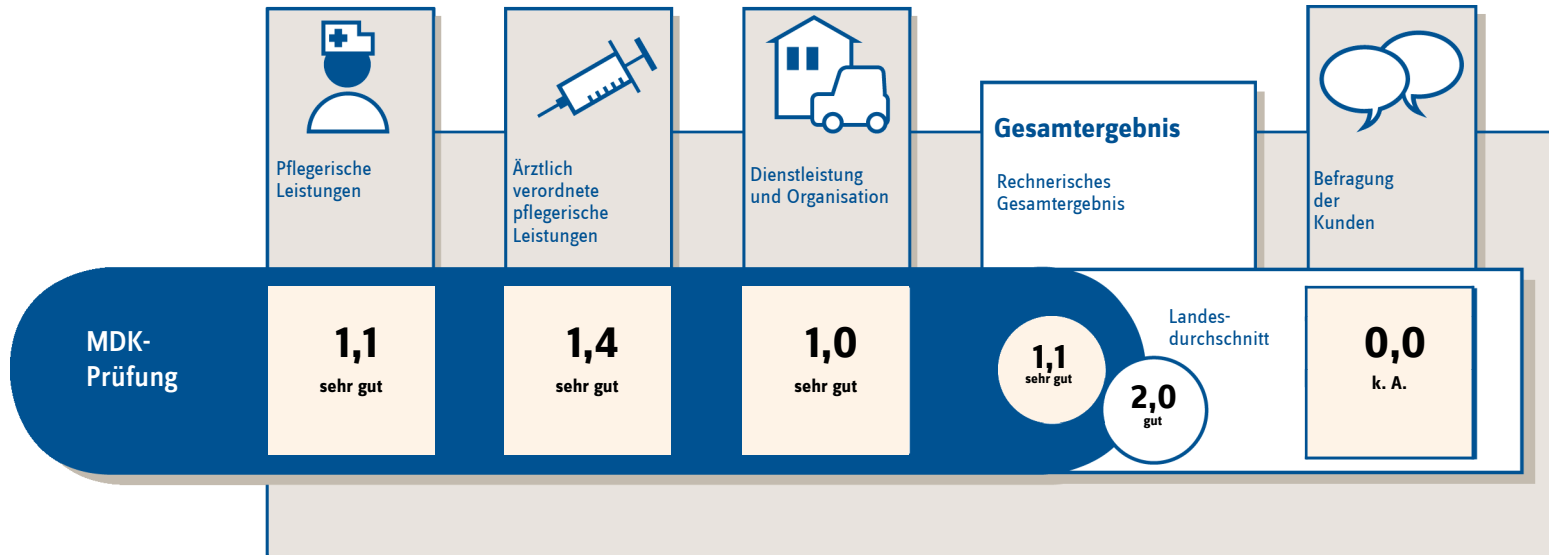 Pflegerische
Leistungen
Ärztlich
verordnete
pflegerische
Leistungen
Dienstleistung
und Organisation
Gesamtergebnis
Rechnerisches
Gesamtergebnis
Befragung
der
Kunden
MDK-
Prüfung
1,1
sehr gut
1,4
sehr gut
1,0
sehr gut
1,1
sehr gut
Landes-
durchschnitt
2,0
gut
0,0
k. A.